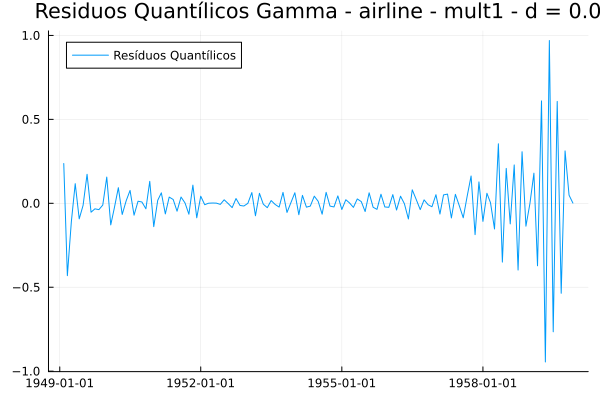 Residuos Quantílicos Gamma - airline - mult1 - d = 0.0
Resíduos Quantílicos
1.0
0.5
0.0
-0.5
-1.0
1949-01-01 1952-01-01 1955-01-01 1958-01-01